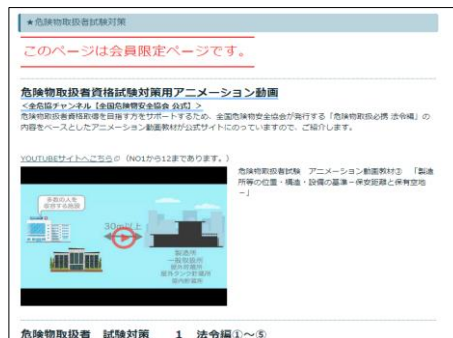 ★危険物取扱者試験対策
このページは会員限定ページです。
危険物取扱者資格試験対策用アニメーション動画
＜全危協チャンネル【全国危険物安全協会 公式】＞
危険物取扱者資格取得を目指す方をサポートするため、全国危険物安全協会が発行する「危険物取扱必携 法令編」の
内容をベースとしたアニメーション動画教材が公式サイトにのっていますので、ご紹介します。
YOUTUBEサイトへこちら （NO1から12まであります。）
危険物取扱者試験 アニメーション動画教材③ 「製造
所等の位置・構造・設備の基準－保安距離と保有空地
－」
多数の人を
収容する施設
30m以上
製造所
一般取扱所
屋外貯蔵所
屋外タンク貯蔵所
屋内貯蔵所
危険物取扱者 試験対策 1 法令編①～⑤